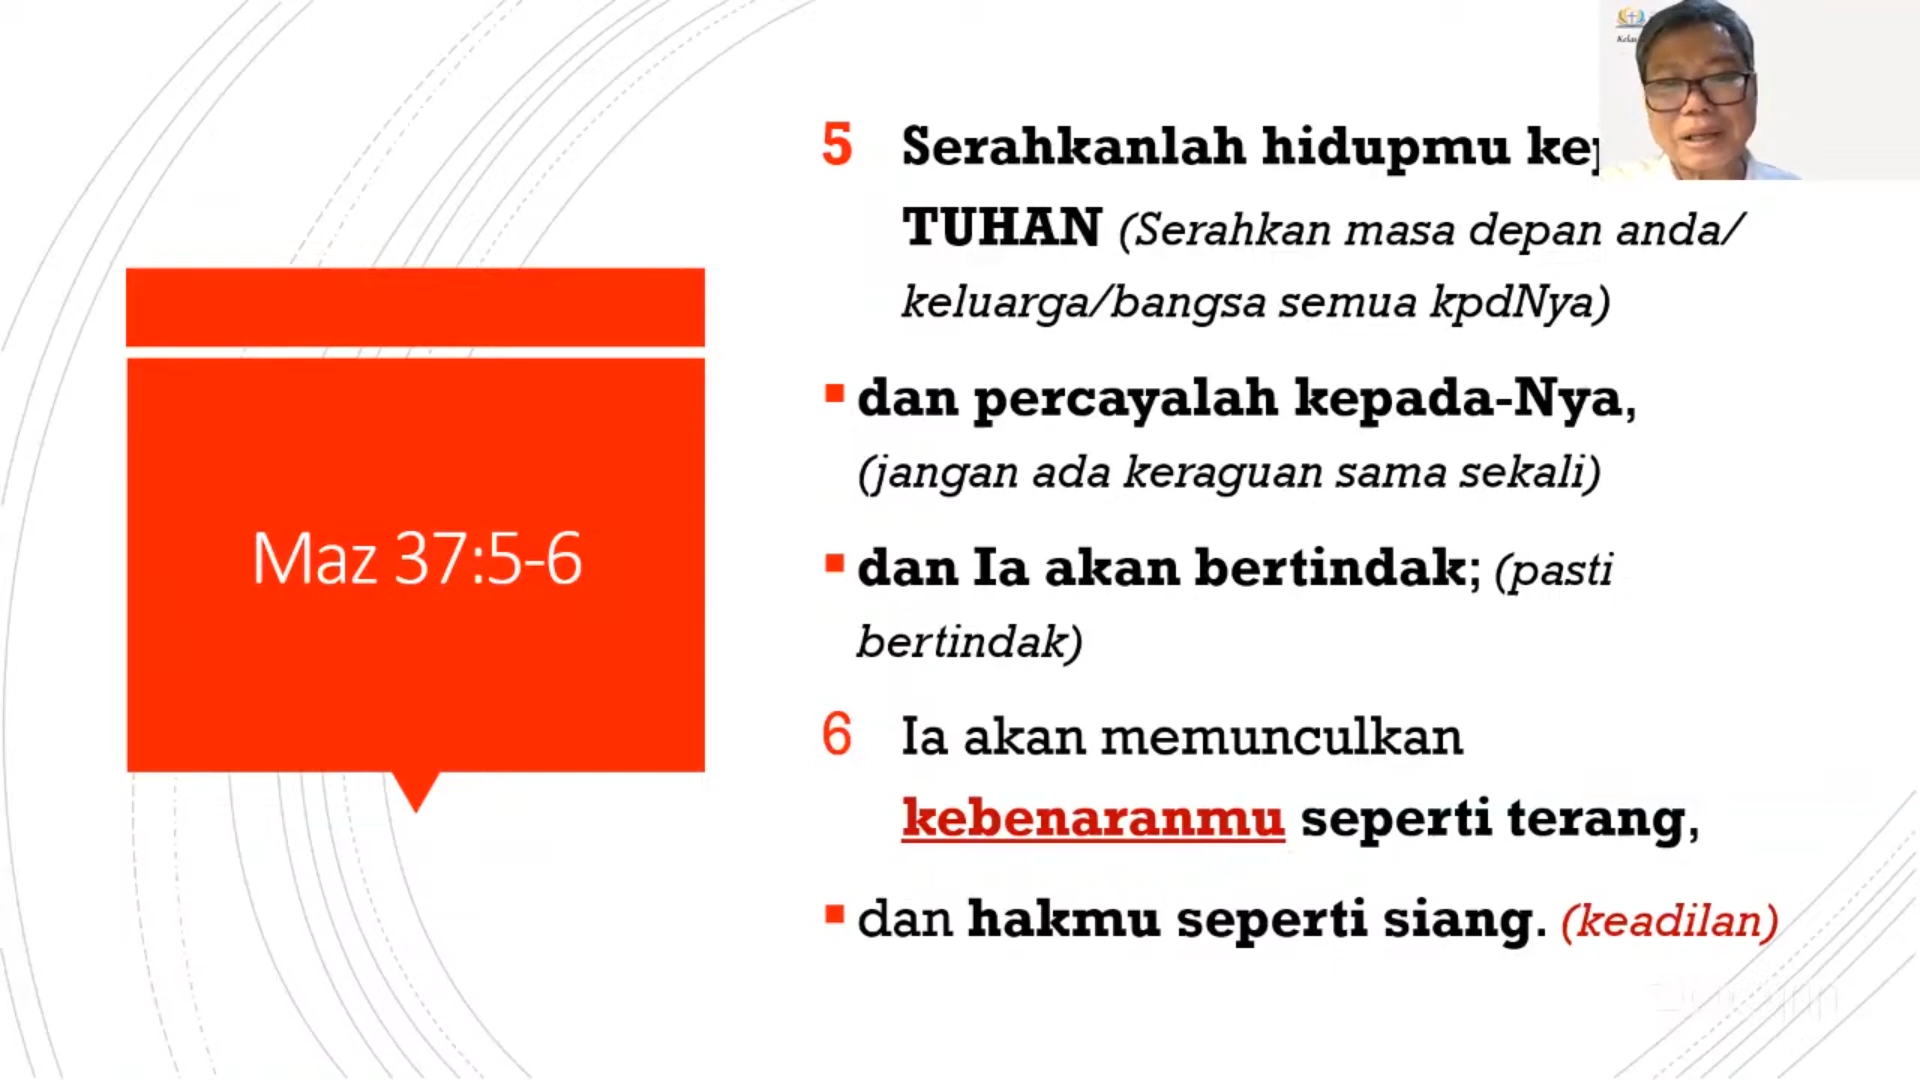 Maz 37:5-6
5 Serahkanlah hidupmu
TUHAN (Serahkan masa depan anda/
keluarga/bangsa semua kpdNya)
dan percayalah kepada-Nya,
(jangan ada keraguan sama sekali)
dan Ia akan bertindak; (pasti
bertindak)
6 Ia akan memunculkan
kebenaranmu seperti terang,
dan hakmu seperti siang. (keadilan)